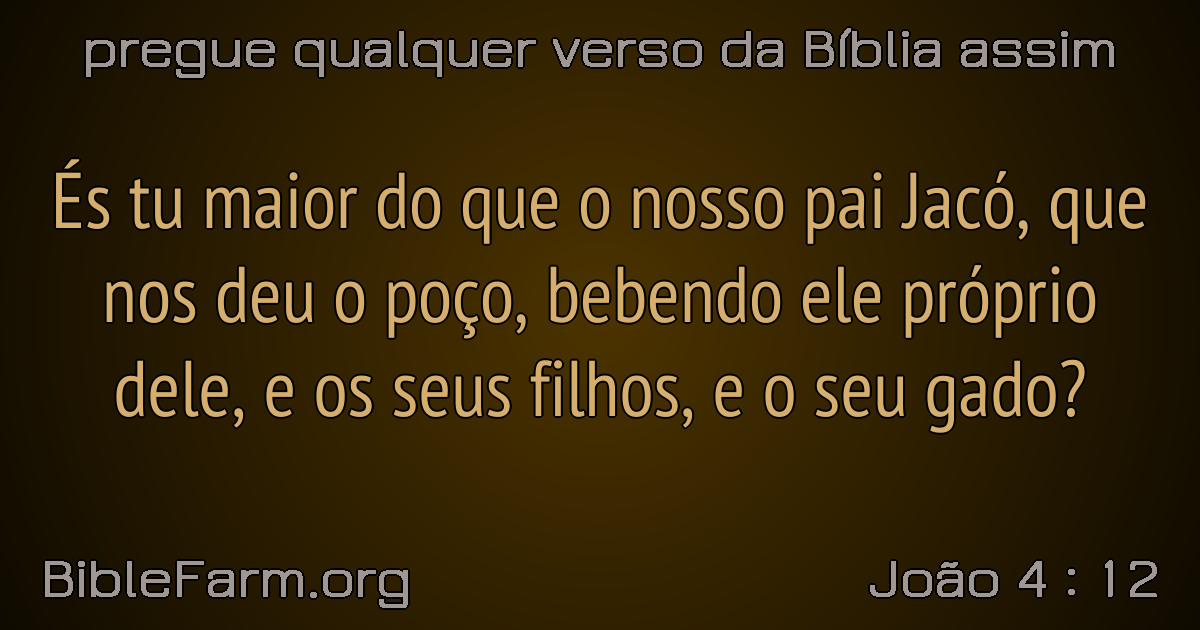 pregue qualquer verso da Bíblia assim
És tu maior do que o nosso pai Jacó, que
nos deu o poço, bebendo ele próprio
dele, e os seus filhos, e o seu gado?
BibleFarm.org
João 4 : 12